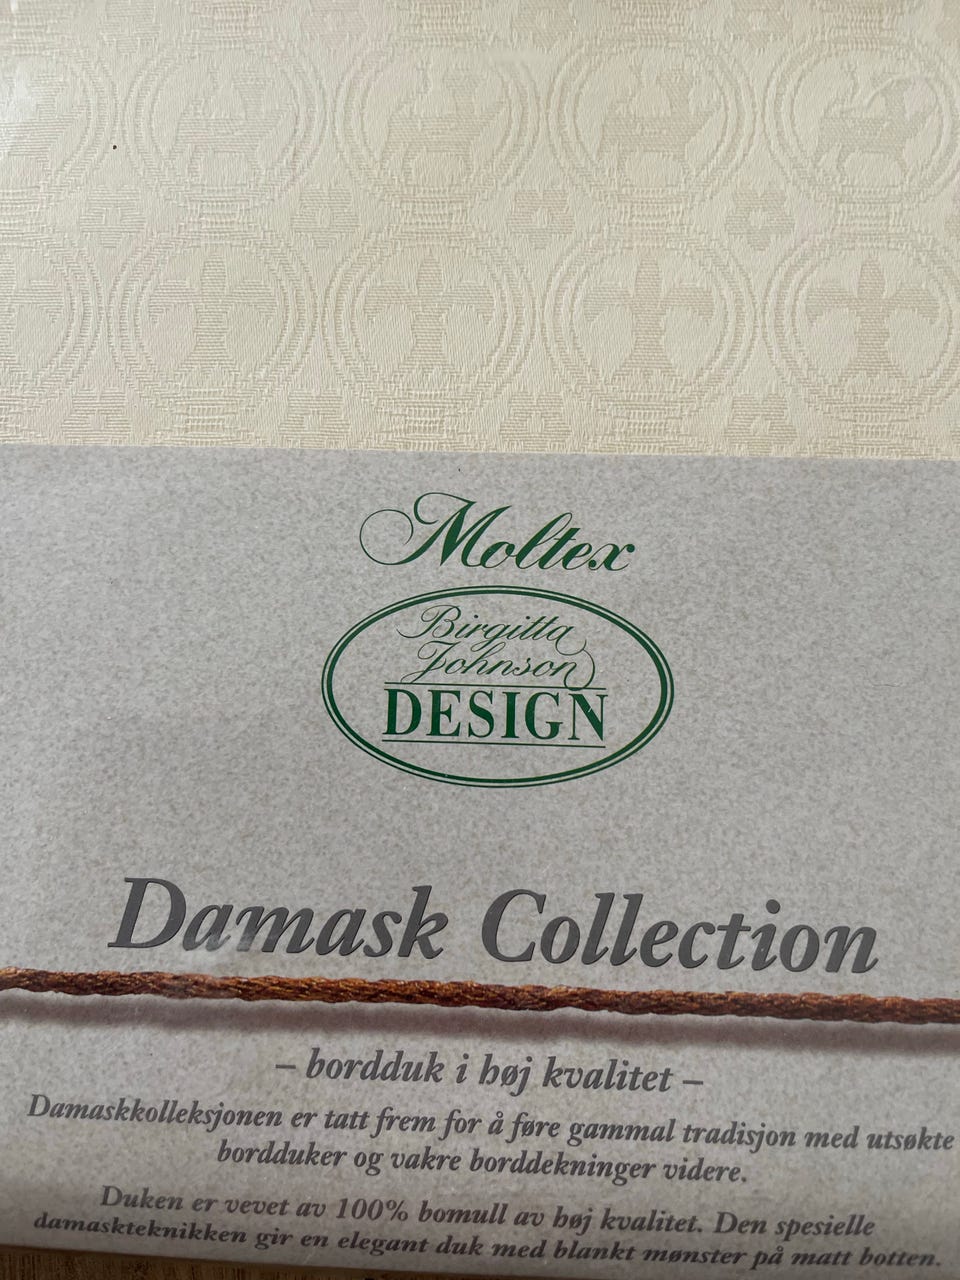 Moltex
Birgitta
Johnson
DESIGN
Damask Collection
– bordduk i høj kvalitet –
Damaskkolleksjonen er tatt frem for å føre gammal tradisjon med utsøkte
bordduker og vakre borddekninger videre.
Duken er vevet av 100% bomull av høj kvalitet. Den spesielle
damaskteknikken gir en elegant duk med blankt mønster på matt botten.